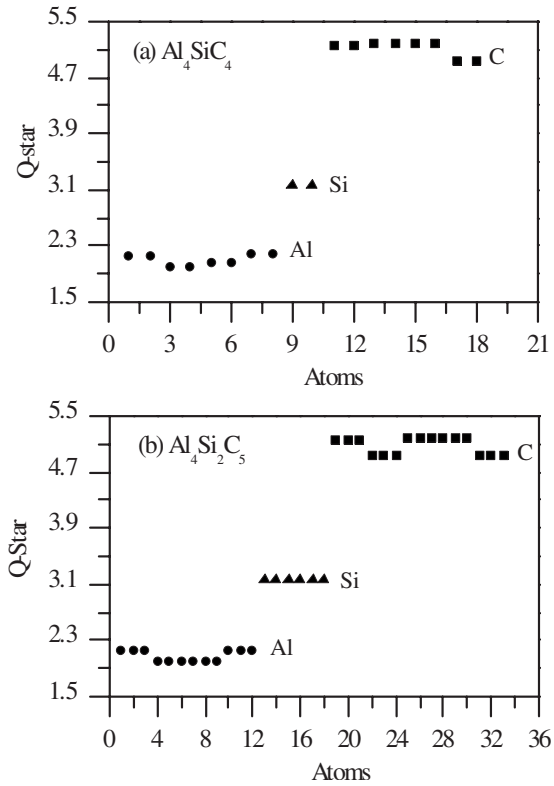 5.5
(a) Al₄SiC₄
C
4.7
3.9
Q-star
3.1
Si
2.3
Al
1.5
0 3 6 9 12 15 18 21
Atoms
5.5
(b) Al₄Si₂C₅
C
4.7
3.9
Q-Star
3.1
Si
2.3
Al
1.5
0 4 8 12 16 20 24 28 32 36
Atoms